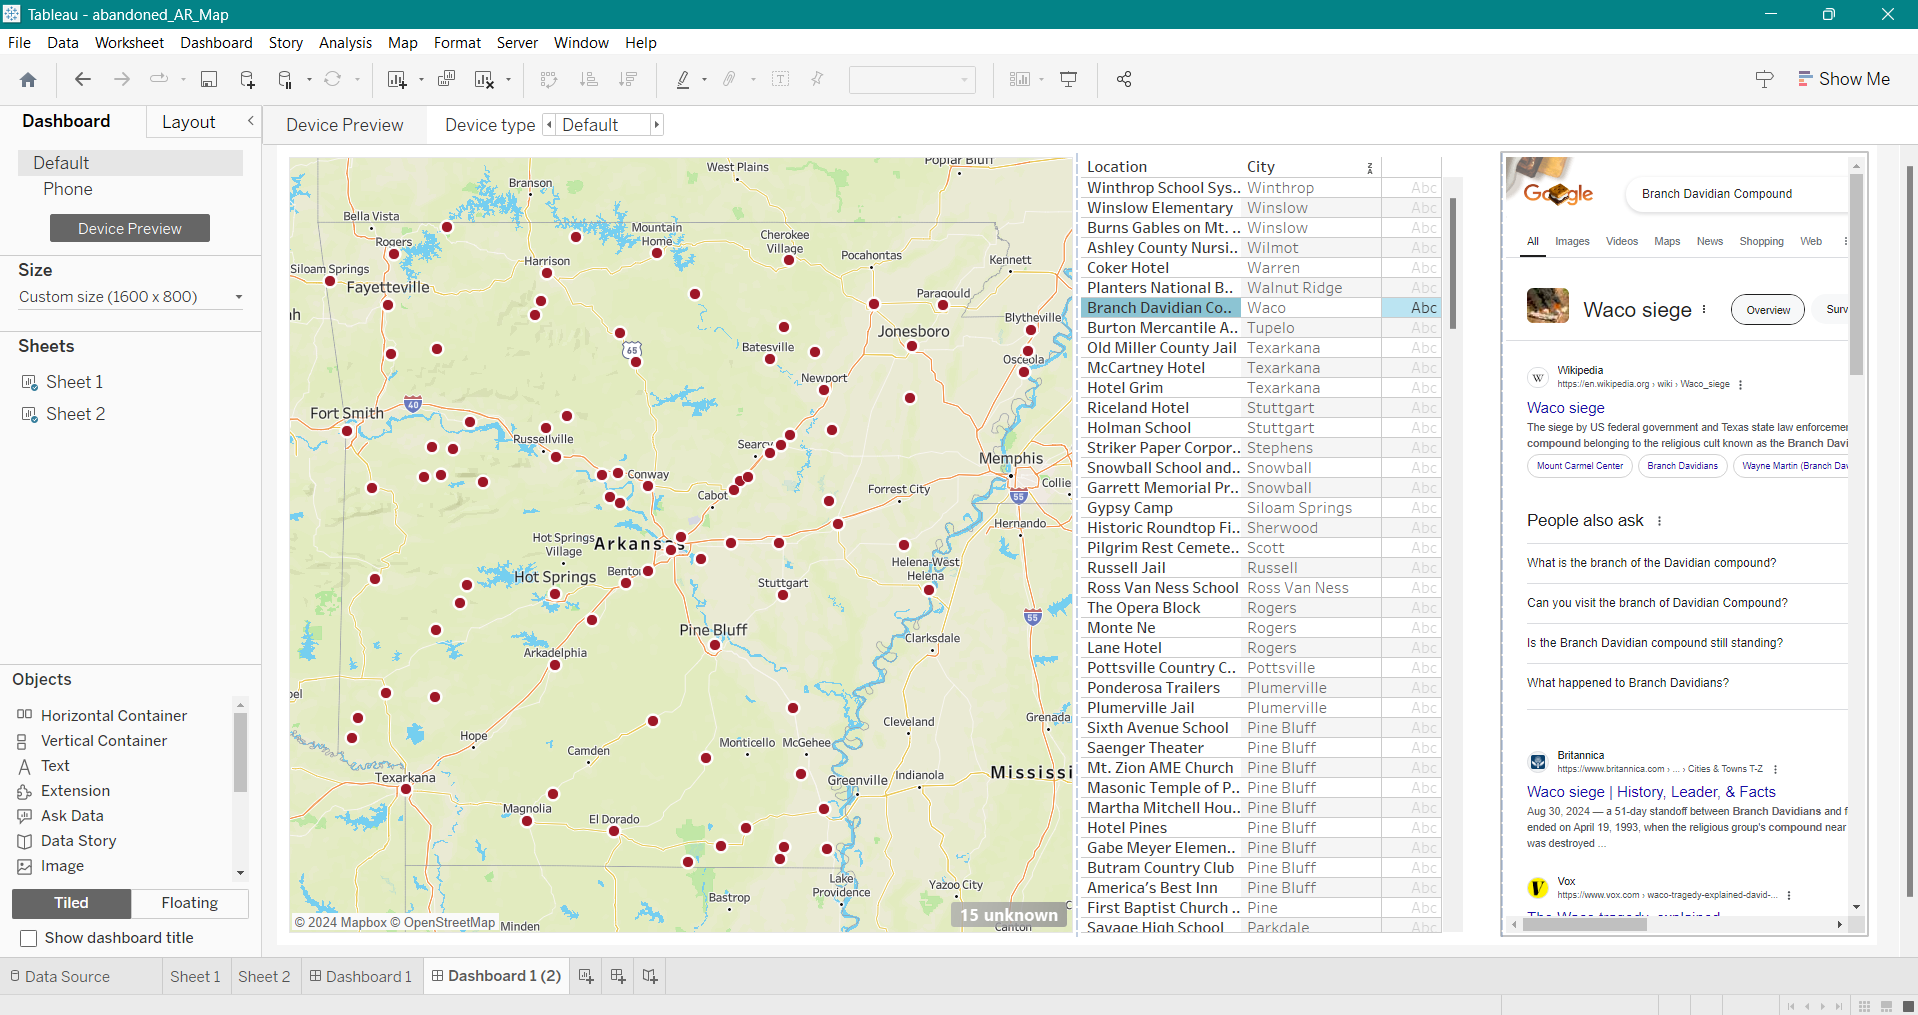 Tableau - abandoned_AR_Map
File Data Worksheet Dashboard Story Analysis Map Format Server Window Help
Show Me
Dashboard Layout
Default
Phone
Device Preview
Size
Custom size (1600 x 800)
Sheets
Sheet 1
Sheet 2
Objects
Horizontal Container
Vertical Container
Text
Extension
Ask Data
Data Story
Image
Tiled Floating
Show dashboard title
Device Preview Device type Default
West Plains
Poplar Bluff
Branson
Bella Vista
Rogers
Mountain
Home
Cherokee
Village
Pocahontas
Kennett
Harrison
Siloam Springs
Fayetteville
Paragould
Blytheville
Jonesboro
65
Batesville
Osceola
Newport
40
Fort Smith
Russellville
Searcy
Memphis
Conway
Cabot
Forrest City
55
Collie
Hernando
Hot Springs
Village
Arkansas
Helena-West
Helena
Benton
Hot Springs
Stuttgart
55
Pine Bluff
Clarksdale
Arkadelphia
Cleveland
Grenada
Hope
Camden
Monticello
McGehee
Texarkana
Greenville
Indianola
Mississi
Magnolia
El Dorado
Lake
Providence
Yazoo City
Bastrop
Minden
Canton
© 2024 Mapbox © OpenStreetMap
15 unknown
Location City
Winthrop School Sys.. Winthrop Abc
Winslow Elementary Winslow Abc
Burns Gables on Mt. .. Winslow Abc
Ashley County Nursi.. Wilmot Abc
Coker Hotel Warren Abc
Planters National B.. Walnut Ridge Abc
Branch Davidian Co.. Waco Abc
Burton Mercantile A.. Tupelo Abc
Old Miller County Jail Texarkana Abc
McCartney Hotel Texarkana Abc
Hotel Grim Texarkana Abc
Riceland Hotel Stuttgart Abc
Holman School Stuttgart Abc
Striker Paper Corpor.. Stephens Abc
Snowball School and.. Snowball Abc
Garrett Memorial Pr.. Snowball Abc
Gypsy Camp Siloam Springs Abc
Historic Roundtop Fi.. Sherwood Abc
Pilgrim Rest Cemete.. Scott Abc
Russell Jail Russell Abc
Ross Van Ness School Ross Van Ness Abc
The Opera Block Rogers Abc
Monte Ne Rogers Abc
Lane Hotel Rogers Abc
Pottsville Country C.. Pottsville Abc
Ponderosa Trailers Plumerville Abc
Plumerville Jail Plumerville Abc
Sixth Avenue School Pine Bluff Abc
Saenger Theater Pine Bluff Abc
Mt. Zion AME Church Pine Bluff Abc
Masonic Temple of P.. Pine Bluff Abc
Martha Mitchell Hou.. Pine Bluff Abc
Hotel Pines Pine Bluff Abc
Gabe Meyer Elemen.. Pine Bluff Abc
Butram Country Club Pine Bluff Abc
America's Best Inn Pine Bluff Abc
First Baptist Church .. Pine Abc
Savage High School Parkdale Abc
Google
Branch Davidian Compound
All Images Videos Maps News Shopping Web
Waco siege
Overview Surv
Wikipedia
https://en.wikipedia.org › wiki › Waco_siege
Waco siege
The siege by US federal government and Texas state law enforcemer
compound belonging to the religious cult known as the Branch Davi
Mount Carmel Center Branch Davidians Wayne Martin (Branch Dav
People also ask
What is the branch of the Davidian compound?
Can you visit the branch of Davidian Compound?
Is the Branch Davidian compound still standing?
What happened to Branch Davidians?
Britannica
https://www.britannica.com › ... › Cities & Towns T-Z
Waco siege | History, Leader, & Facts
Aug 30, 2024 — a 51-day standoff between Branch Davidians and f
ended on April 19, 1993, when the religious group's compound near
was destroyed ...
Vox
https://www.vox.com › waco-tragedy-explained-david-...
The Waco tragedy, explained
Data Source Sheet 1 Sheet 2 Dashboard 1 Dashboard 1 (2)